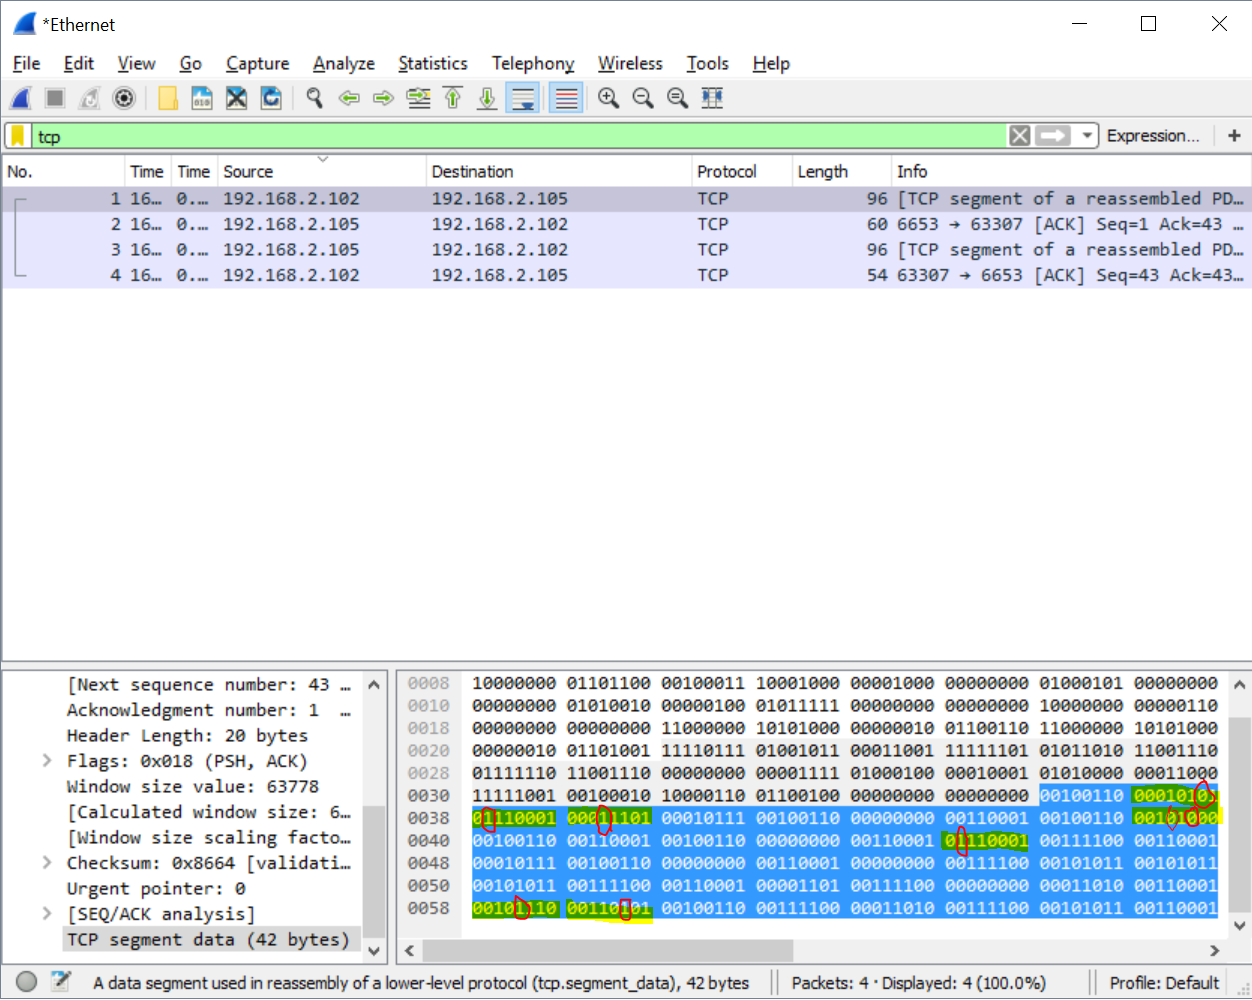 *Ethernet
File Edit View Go Capture Analyze Statistics Telephony Wireless Tools Help
tcp Expression... +
No. Time Time Source Destination Protocol Length Info
1 16... 0.... 192.168.2.102 192.168.2.105 TCP 96 [TCP segment of a reassembled PD...
2 16... 0.... 192.168.2.105 192.168.2.102 TCP 60 6653 → 63307 [ACK] Seq=1 Ack=43 ...
3 16... 0.... 192.168.2.105 192.168.2.102 TCP 96 [TCP segment of a reassembled PD...
4 16... 0.... 192.168.2.102 192.168.2.105 TCP 54 63307 → 6653 [ACK] Seq=43 Ack=43...
[Next sequence number: 43 ...
Acknowledgment number: 1 ...
Header Length: 20 bytes
Flags: 0x018 (PSH, ACK)
Window size value: 63778
[Calculated window size: 6...
[Window size scaling facto...
Checksum: 0x8664 [validati...
Urgent pointer: 0
[SEQ/ACK analysis]
TCP segment data (42 bytes)
0008 10000000 01101100 00100011 10001000 00001000 00000000 01000101 00000000
0010 00000000 01010010 00000100 01011111 00000000 00000000 10000000 00000110
0018 00000000 00000000 11000000 10101000 00000010 01100110 11000000 10101000
0020 00000010 01101001 11110111 01001011 00011001 11111101 01011010 11001110
0028 01111110 11001110 00000000 00001111 01000100 00010001 01010000 00011000
0030 11111001 00100010 10000110 01100100 00000000 00000000 00100110 00010101
0038 01110001 00011101 00010111 00100110 00000000 00110001 00100110 00101000
0040 00100110 00110001 00100110 00000000 00110001 01110001 00111100 00110001
0048 00010111 00100110 00000000 00110001 00000000 00111100 00101011 00101011
0050 00101011 00111100 00110001 00001101 00111100 00000000 00011010 00110001
0058 00101110 00110101 00100110 00111100 00011010 00111100 00101011 00110001
A data segment used in reassembly of a lower-level protocol (tcp.segment_data), 42 bytes Packets: 4 · Displayed: 4 (100.0%) Profile: Default